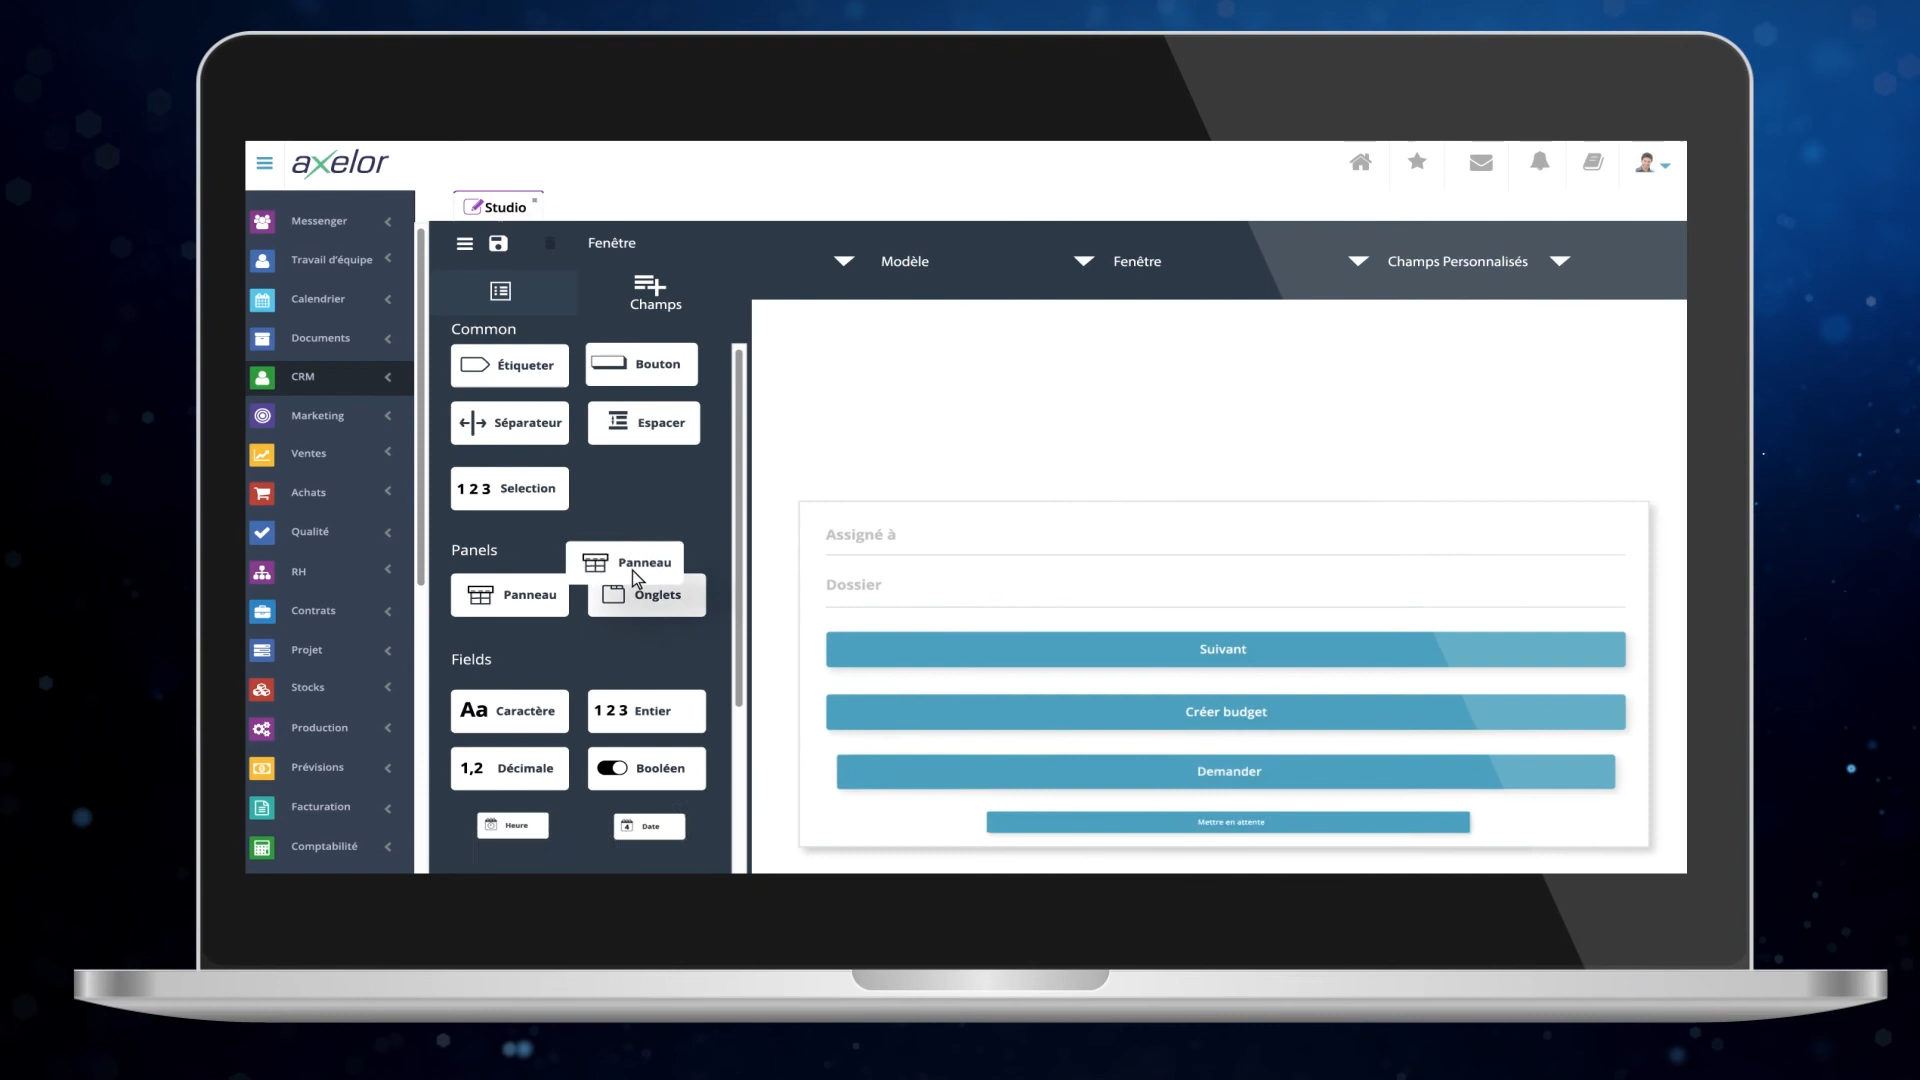 axelor
Studio
Messenger
Travail d'équipe
Calendrier
Documents
CRM
Marketing
Ventes
Achats
Qualité
RH
Contrats
Projet
Stocks
Production
Prévisions
Facturation
Comptabilité
Fenêtre
Champs
Modèle
Fenêtre
Champs Personnalisés
Common
Étiqueter
Bouton
Séparateur
Espacer
1 2 3 Selection
Panels
Panneau
Panneau
Onglets
Fields
Aa Caractère
1 2 3 Entier
1,2 Décimale
Booléen
Heure
4 Date
Assigné à
Dossier
Suivant
Créer budget
Demander
Mettre en attente